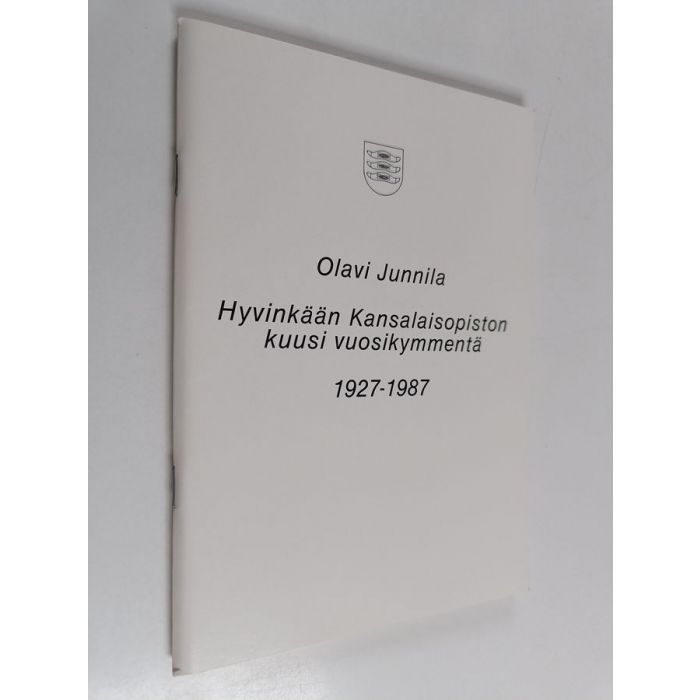 Olavi Junnila
Hyvinkään Kansalaisopiston
kuusi vuosikymmentä
1927-1987